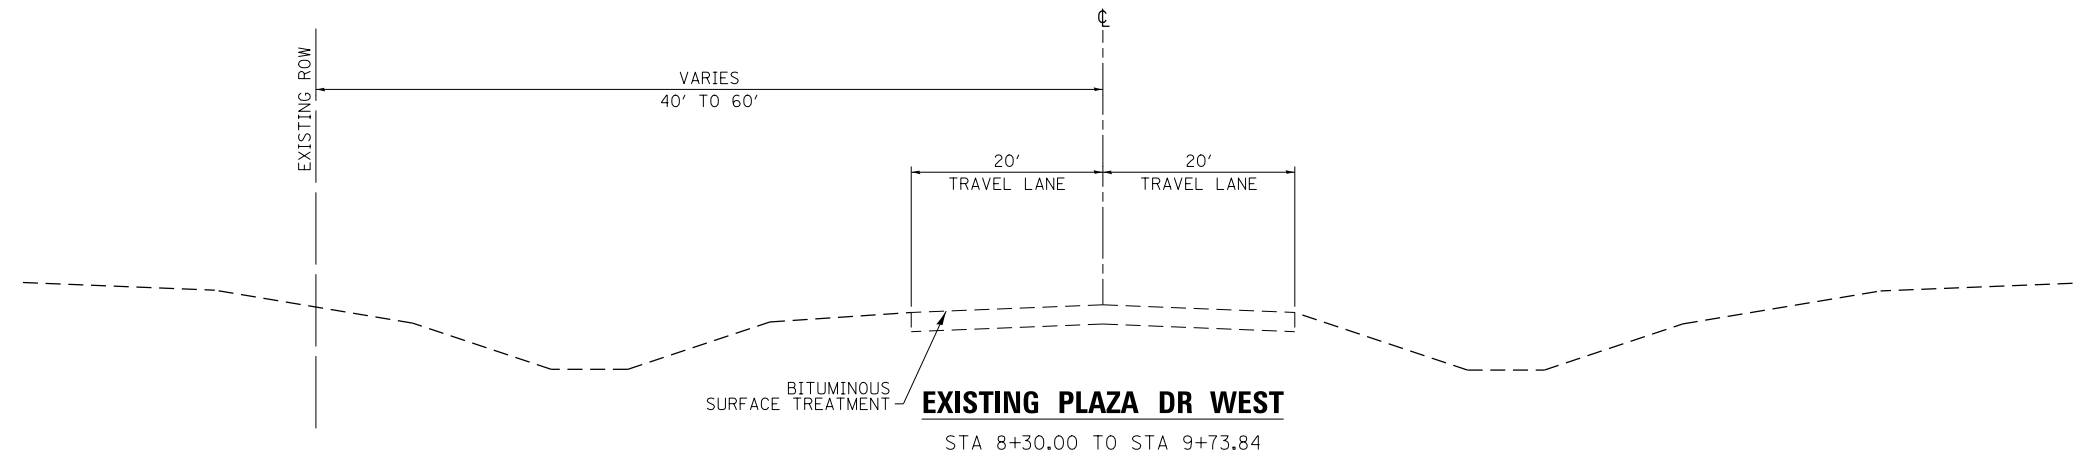 ℄
EXISTING ROW
VARIES
40' TO 60'
20'
TRAVEL LANE
20'
TRAVEL LANE
BITUMINOUS
SURFACE TREATMENT
EXISTING PLAZA DR WEST
STA 8+30.00 TO STA 9+73.84